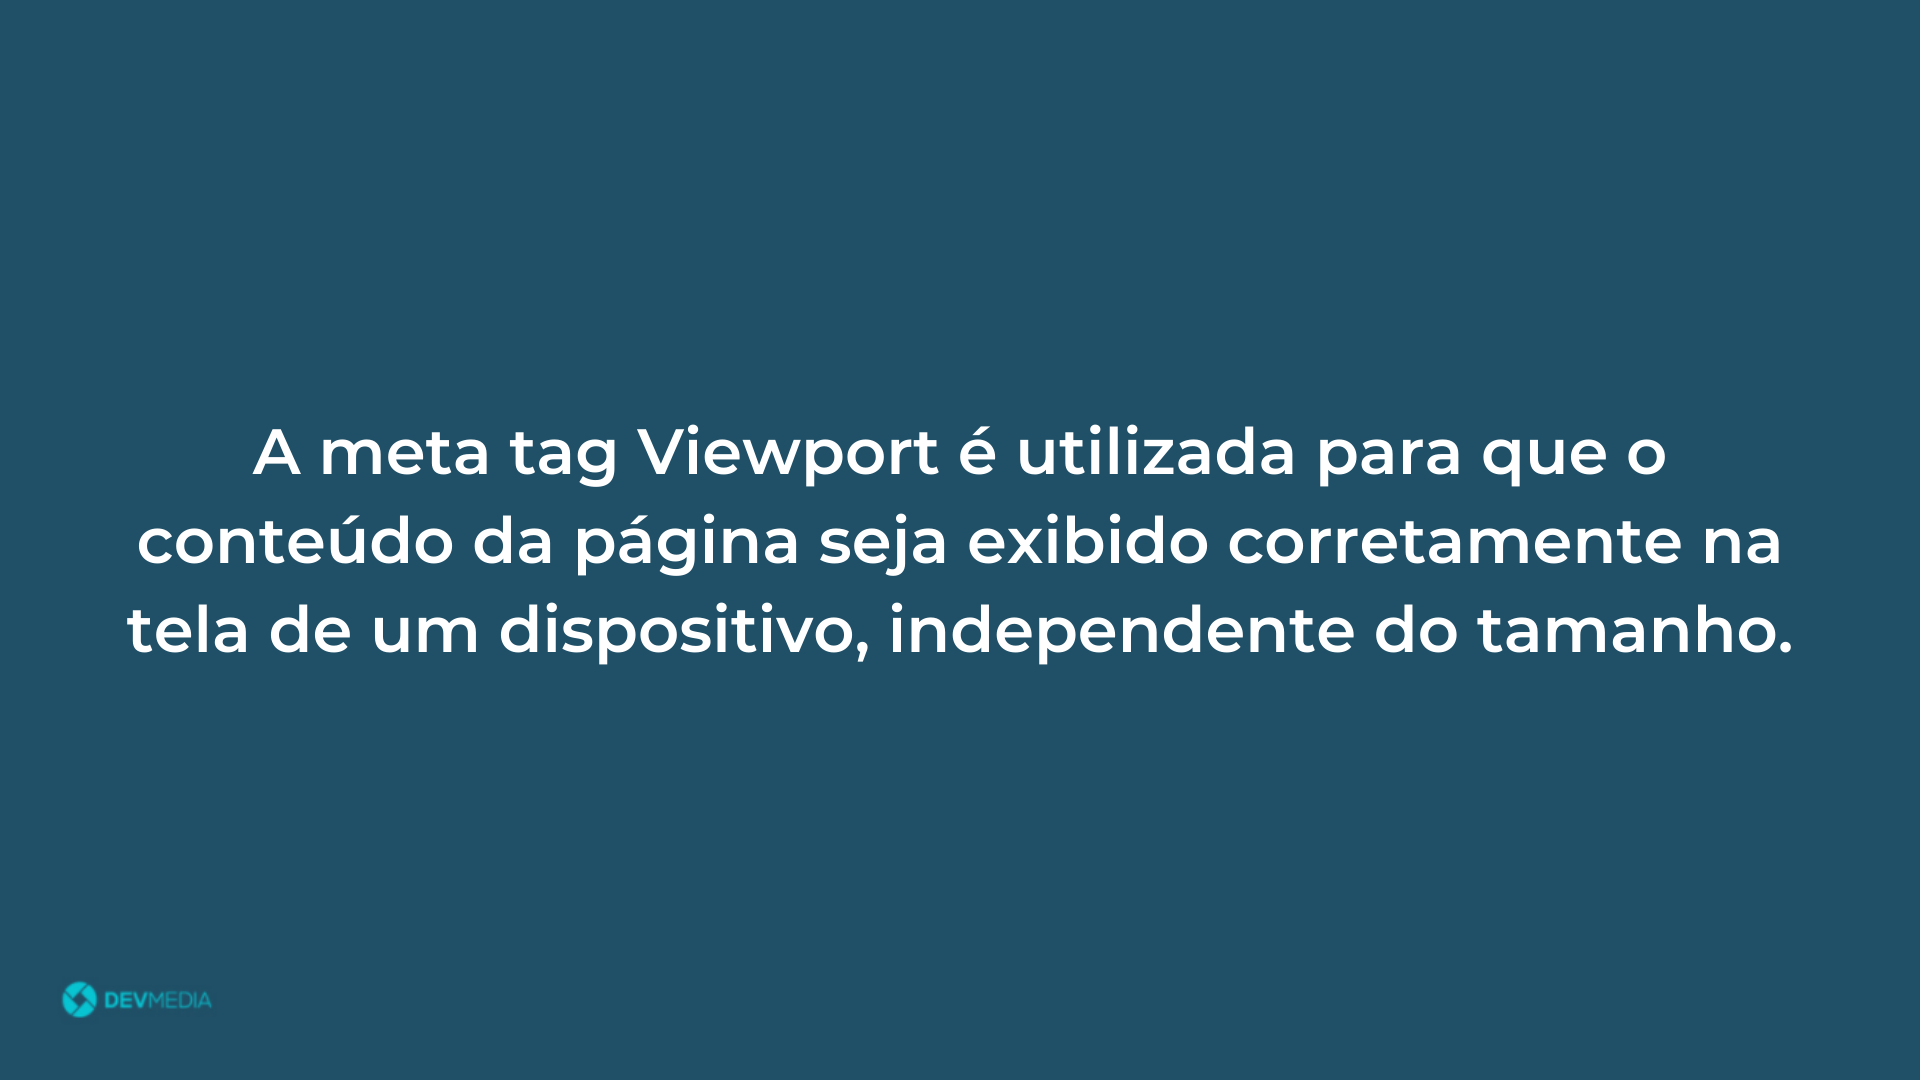 A meta tag Viewport é utilizada para que o
conteúdo da página seja exibido corretamente na
tela de um dispositivo, independente do tamanho.
DEVMEDIA